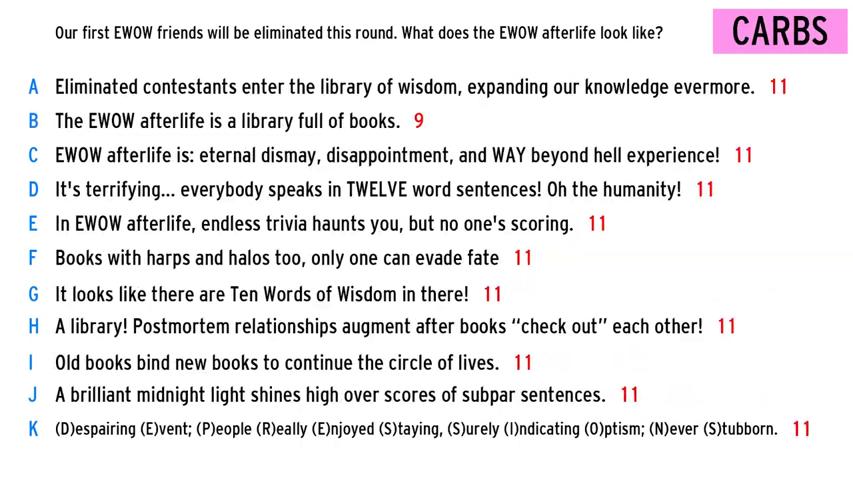 Our first EWOW friends will be eliminated this round. What does the EWOW afterlife look like?
CARBS
A Eliminated contestants enter the library of wisdom, expanding our knowledge evermore. 11
B The EWOW afterlife is a library full of books. 9
C EWOW afterlife is: eternal dismay, disappointment, and WAY beyond hell experience! 11
D It's terrifying... everybody speaks in TWELVE word sentences! Oh the humanity! 11
E In EWOW afterlife, endless trivia haunts you, but no one's scoring. 11
F Books with harps and halos too, only one can evade fate 11
G It looks like there are Ten Words of Wisdom in there! 11
H A library! Postmortem relationships augment after books “check out” each other! 11
I Old books bind new books to continue the circle of lives. 11
J A brilliant midnight light shines high over scores of subpar sentences. 11
K (D)espairing (E)vent; (P)eople (R)eally (E)njoyed (S)taying, (S)urely (I)ndicating (O)ptism; (N)ever (S)tubborn. 11